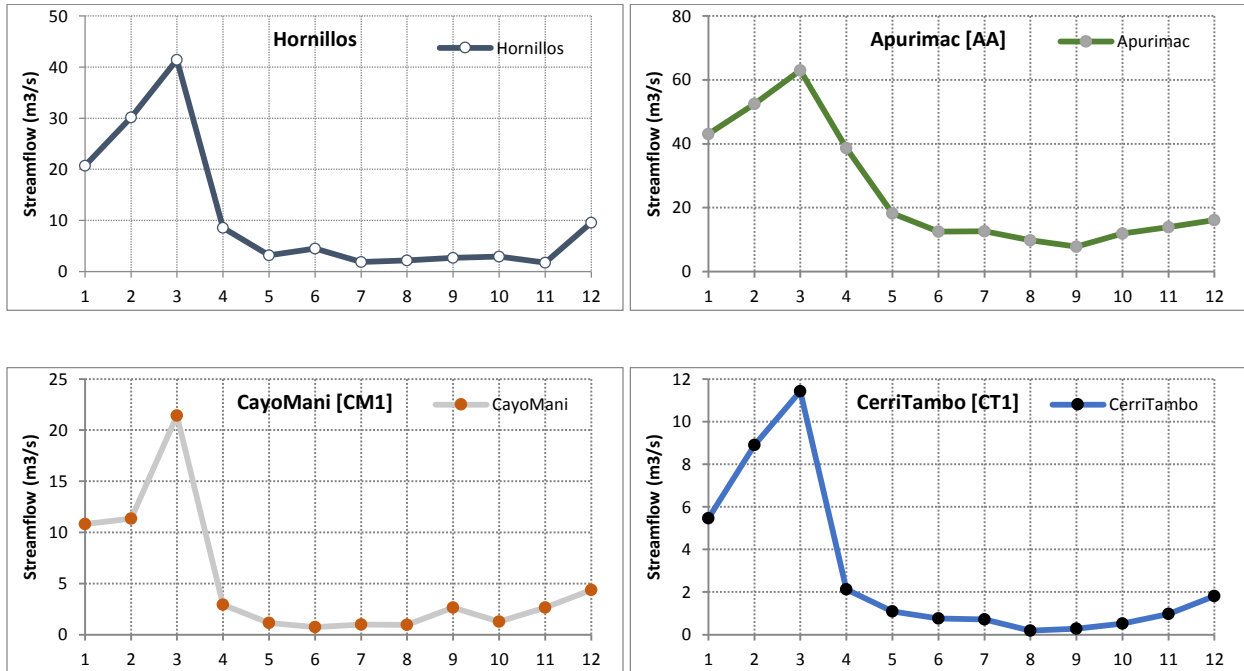 Hornillos
Hornillos
Streamflow (m3/s)
50
40
30
20
10
0
1 2 3 4 5 6 7 8 9 10 11 12
Apurimac [AA]
Apurimac
Streamflow (m3/s)
80
60
40
20
0
1 2 3 4 5 6 7 8 9 10 11 12
CayoMani [CM1]
CayoMani
Streamflow (m3/s)
25
20
15
10
5
0
1 2 3 4 5 6 7 8 9 10 11 12
CerriTambo [CT1]
CerriTambo
Streamflow (m3/s)
12
10
8
6
4
2
0
1 2 3 4 5 6 7 8 9 10 11 12